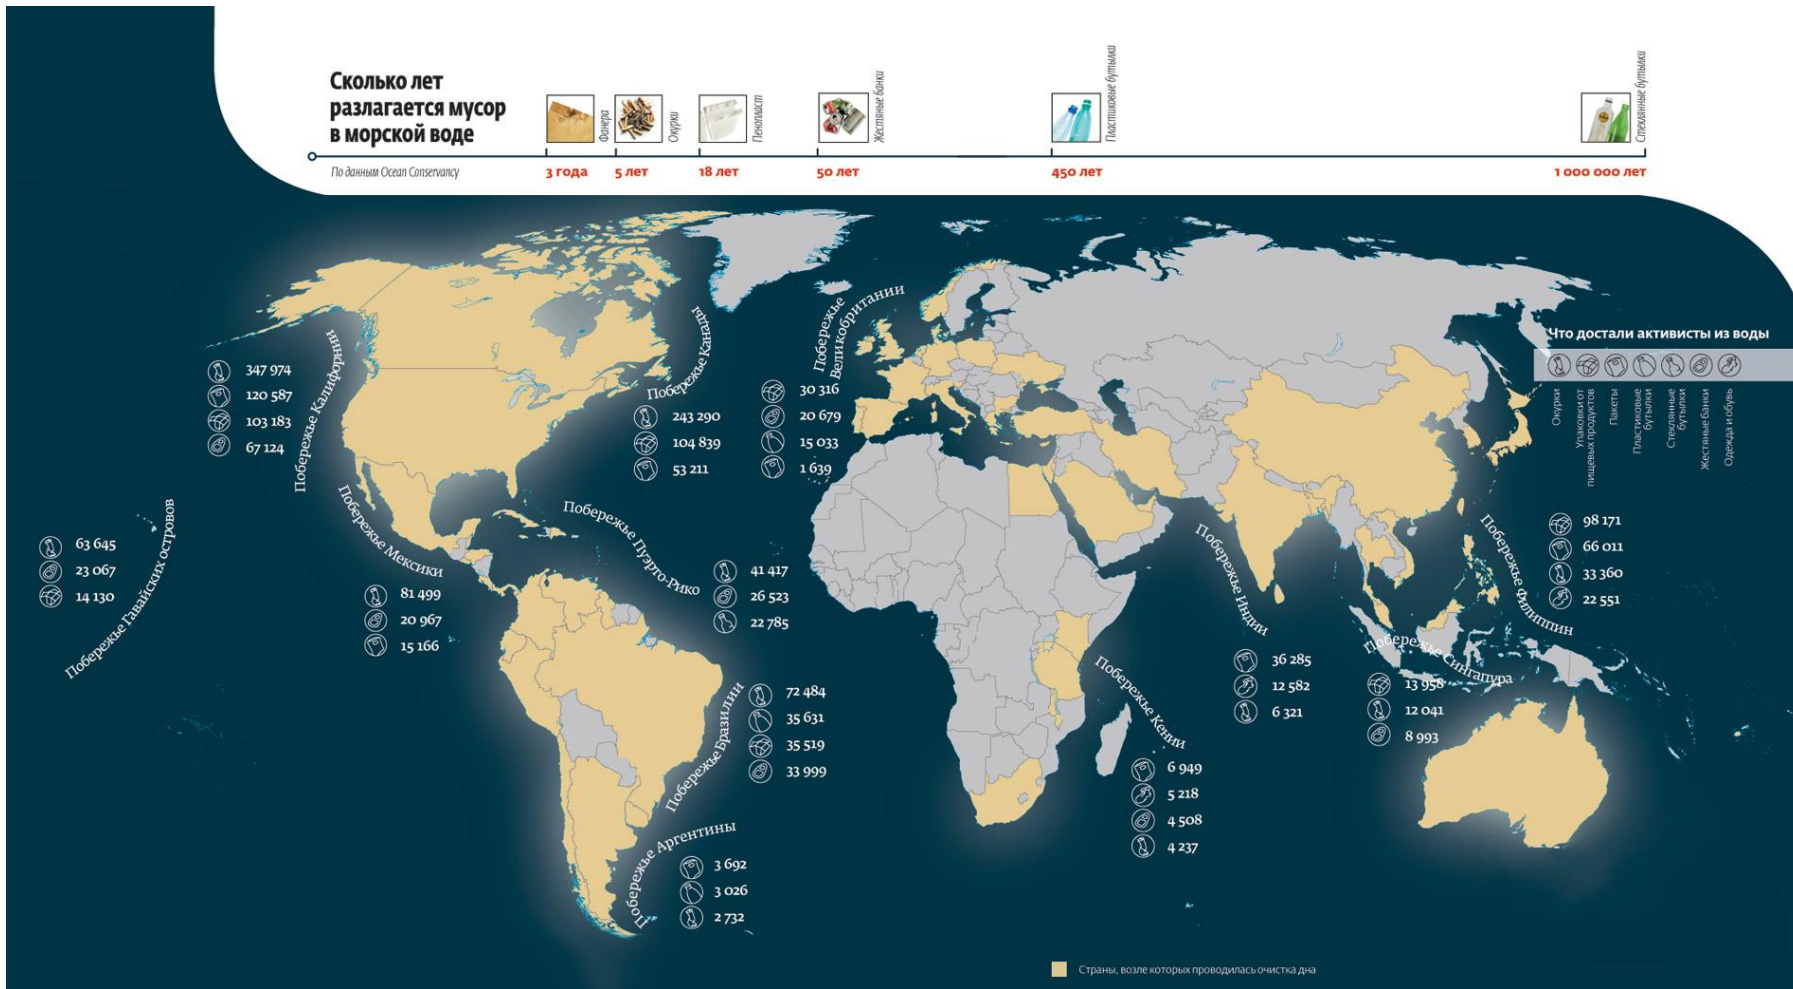 Сколько лет
разлагается мусор
в морской воде
По данным Ocean Conservancy
Фанера
Окурки
Пенопласт
Жестяные банки
Пластиковые бутылки
Стеклянные бутылки
3 года
5 лет
18 лет
50 лет
450 лет
1 000 000 лет
Что достали активисты из воды
Окурки
Упаковки от
пищевых продуктов
Пакеты
Пластиковые
бутылки
Стеклянные
бутылки
Жестяные банки
Одежда и обувь
Побережье Калифорнии
347 974
120 587
103 183
67 124
Побережье Канады
243 290
104 839
53 211
Побережье
Великобритании
30 316
20 679
15 033
1 639
Побережье Гавайских островов
63 645
23 067
14 130
Побережье Мексики
81 499
20 967
15 166
Побережье Пуэрто-Рико
41 417
26 523
22 785
Побережье Бразилии
72 484
35 631
35 519
33 999
Побережье Аргентины
3 692
3 026
2 732
Побережье Кении
6 949
5 218
4 508
4 237
Побережье Индии
36 285
12 582
6 321
Побережье Сингапура
13 958
12 041
8 993
Побережье Филиппин
98 171
66 011
33 360
22 551
Страны, возле которых проводилась очистка дна